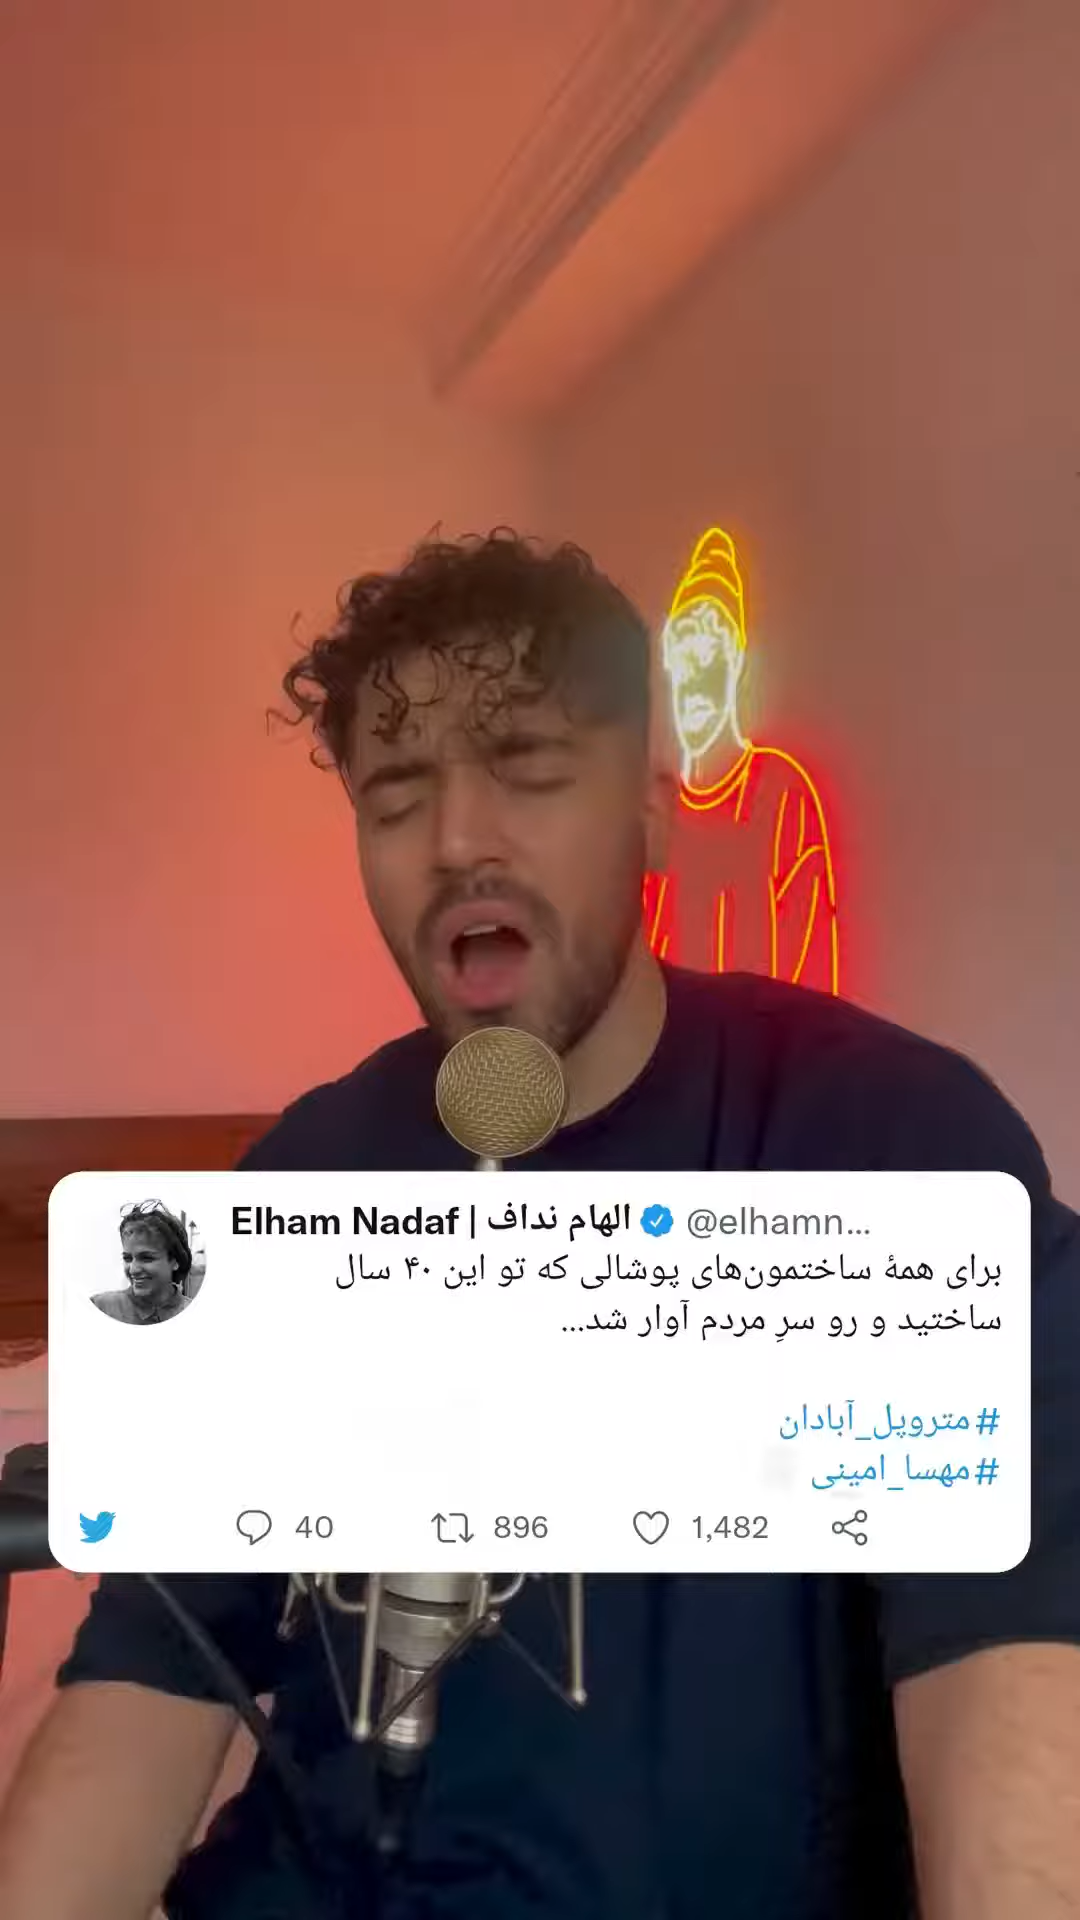 Elham Nadaf | الهام نداف @elhamn...
برای همهٔ ساختمون‌های پوشالی که تو این ۴۰ سال
ساختید و رو سرِ مردم آوار شد...
#متروپل_آبادان
#مهسا_امینی
40 896 1,482